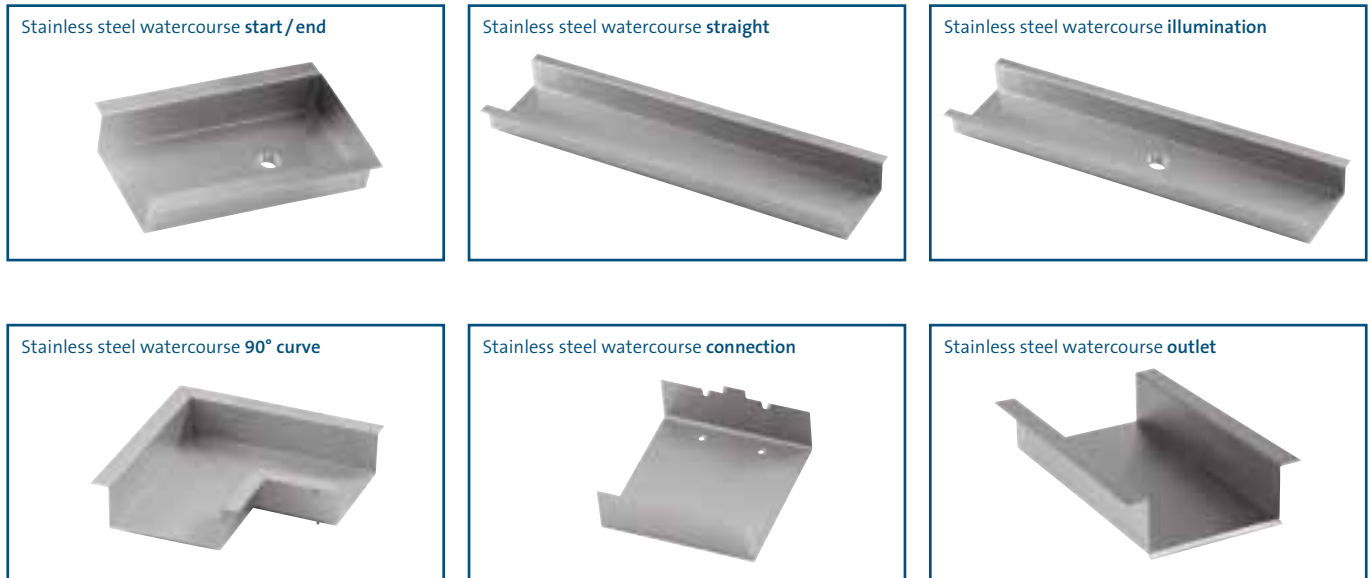 Stainless steel watercourse start / end
Stainless steel watercourse straight
Stainless steel watercourse illumination
Stainless steel watercourse 90° curve
Stainless steel watercourse connection
Stainless steel watercourse outlet